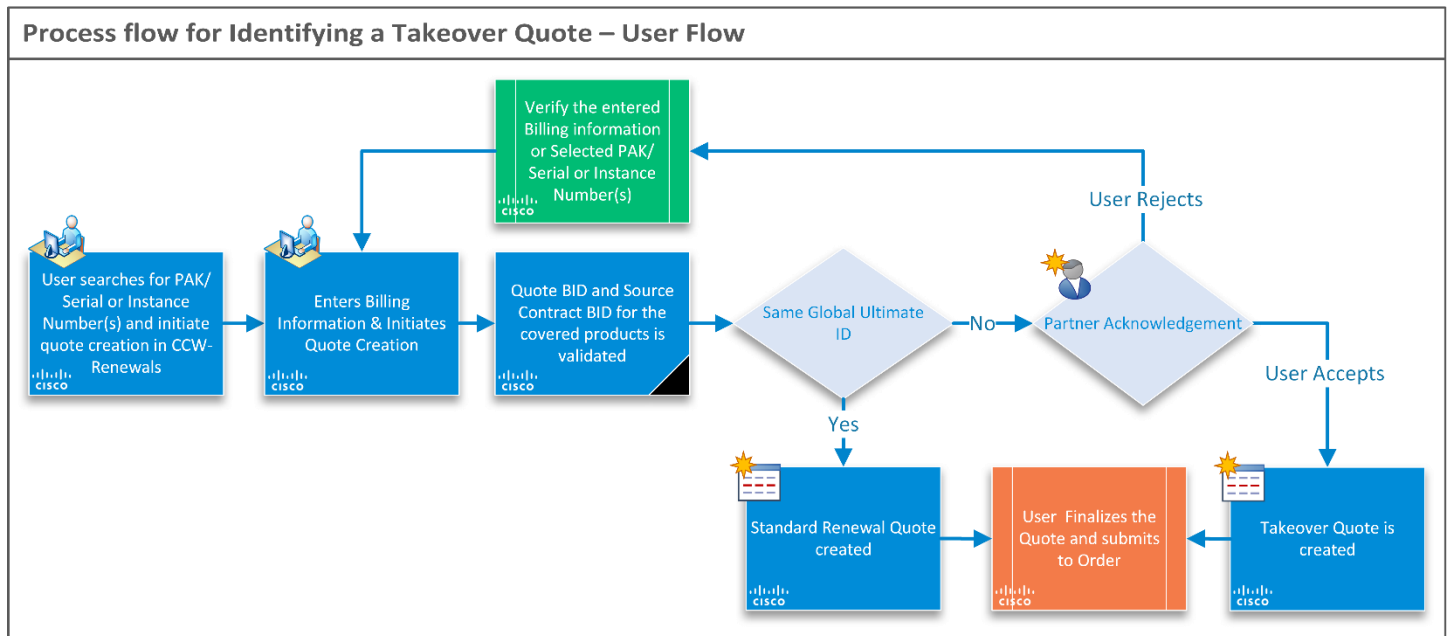 Process flow for Identifying a Takeover Quote – User Flow
Verify the entered
Billing information
or Selected PAK/
Serial or Instance
Number(s)
CISCO
User Rejects
User searches for PAK/
Serial or Instance
Number(s) and initiate
quote creation in CCW-
Renewals
CISCO
Enters Billing
Information & Initiates
Quote Creation
CISCO
Quote BID and Source
Contract BID for the
covered products is
validated
CISCO
Same Global Ultimate
ID
No
Partner Acknowledgement
User Accepts
Yes
Standard Renewal Quote
created
CISCO
User Finalizes the
Quote and submits
to Order
CISCO
Takeover Quote is
created
CISCO